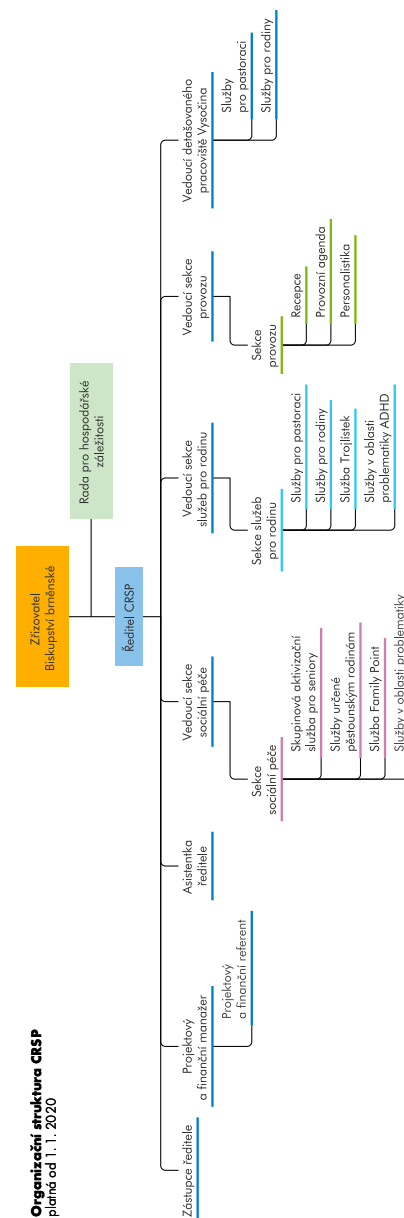 Organizační struktura CRSP
platná od 1. 1. 2020
Zřizovatel
Biskupství brněnské
Rada pro hospodářské
záležitosti
Ředitel CRSP
Zástupce ředitele
Projektový
a finanční manažer
Projektový
a finanční referent
Asistentka
ředitele
Vedoucí sekce
sociální péče
Sekce
sociální péče
Skupinová aktivizační
služba pro seniory
Služby určené
pěstounským rodinám
Služba Family Point
Služby v oblasti problematiky
Vedoucí sekce
služeb pro rodinu
Sekce služeb
pro rodinu
Služby pro pastoraci
Služby pro rodiny
Služba Trojlístek
Služby v oblasti
problematiky ADHD
Vedoucí sekce
provozu
Sekce
provozu
Recepce
Provozní agenda
Personalistika
Vedoucí detašovaného
pracoviště Vysočina
Služby
pro pastoraci
Služby pro rodiny